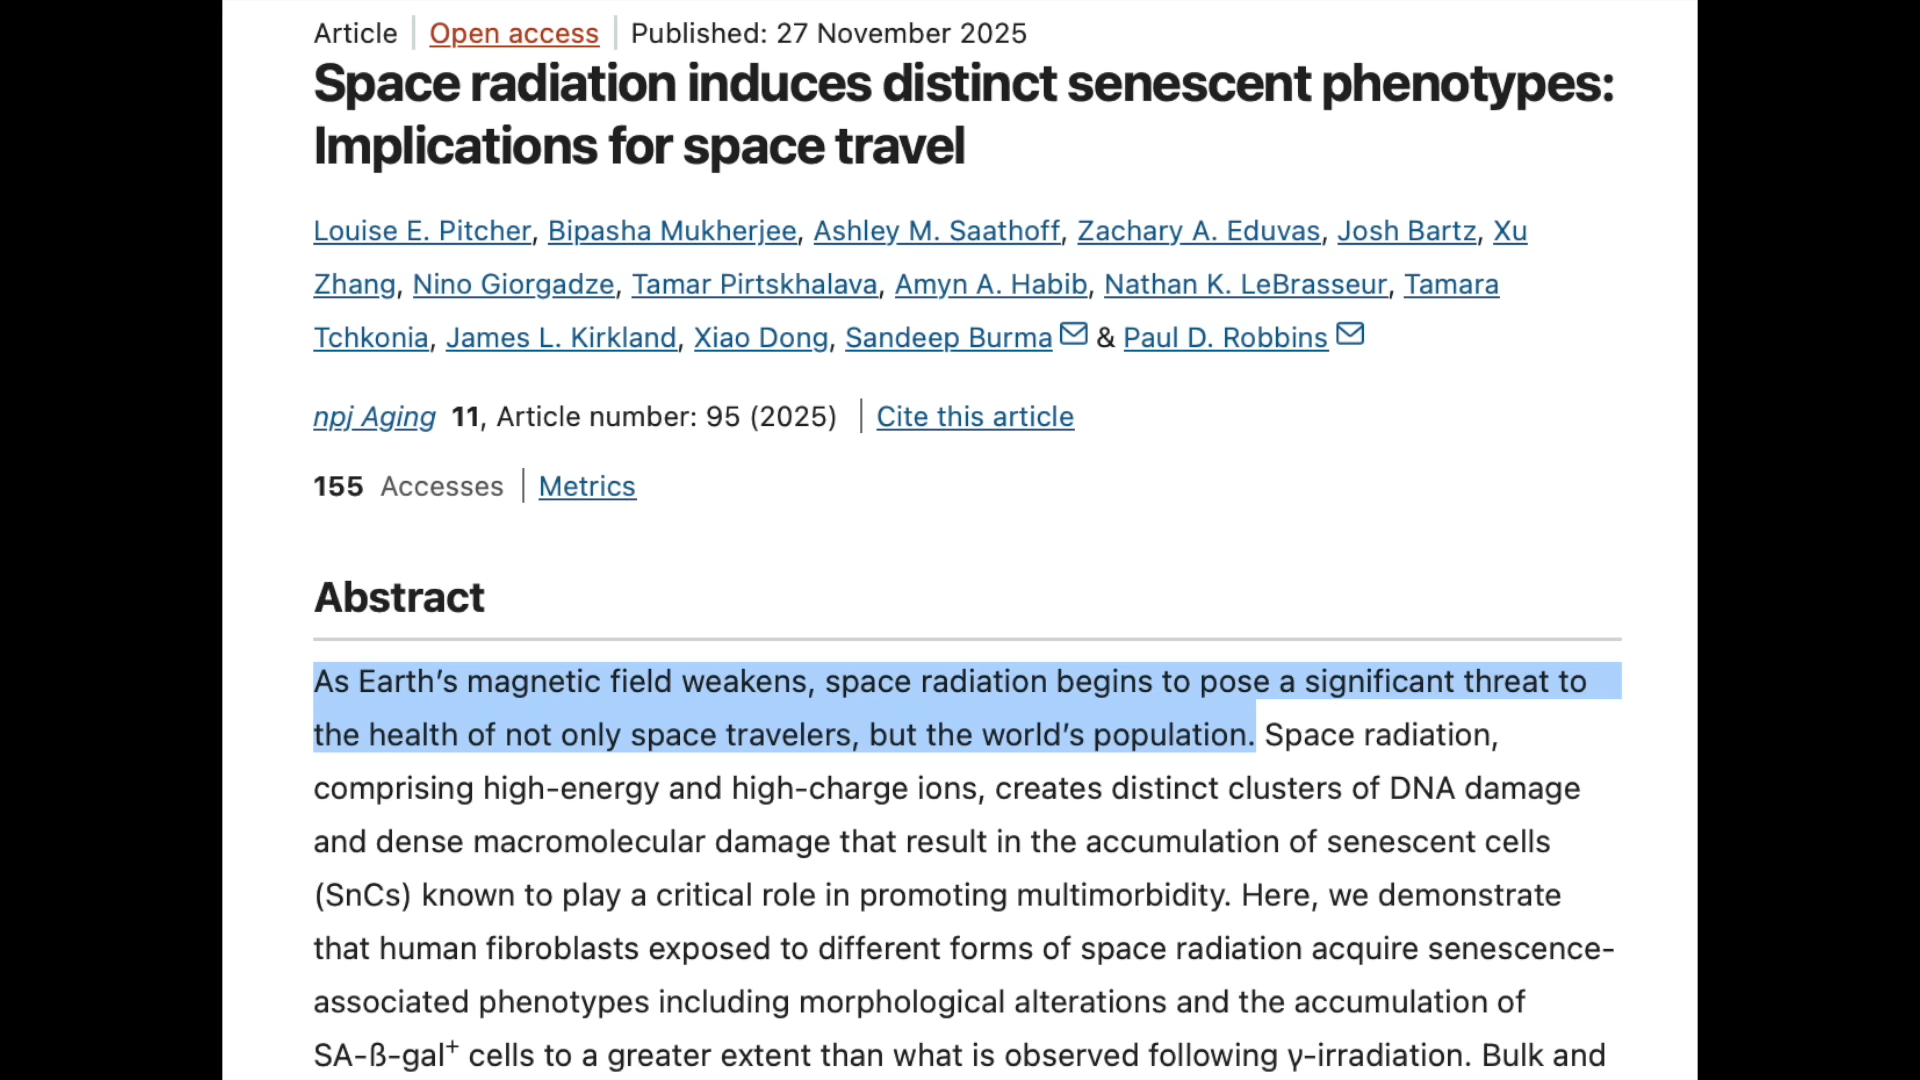 Article | Open access | Published: 27 November 2025
Space radiation induces distinct senescent phenotypes:
Implications for space travel
Louise E. Pitcher, Bipasha Mukherjee, Ashley M. Saathoff, Zachary A. Eduvas, Josh Bartz, Xu
Zhang, Nino Giorgadze, Tamar Pirtskhalava, Amyn A. Habib, Nathan K. LeBrasseur, Tamara
Tchkonia, James L. Kirkland, Xiao Dong, Sandeep Burma & Paul D. Robbins
npj Aging 11, Article number: 95 (2025) | Cite this article
155 Accesses | Metrics
Abstract
As Earth’s magnetic field weakens, space radiation begins to pose a significant threat to
the health of not only space travelers, but the world’s population. Space radiation,
comprising high-energy and high-charge ions, creates distinct clusters of DNA damage
and dense macromolecular damage that result in the accumulation of senescent cells
(SnCs) known to play a critical role in promoting multimorbidity. Here, we demonstrate
that human fibroblasts exposed to different forms of space radiation acquire senescence-
associated phenotypes including morphological alterations and the accumulation of
SA-ß-gal⁺ cells to a greater extent than what is observed following γ-irradiation. Bulk and